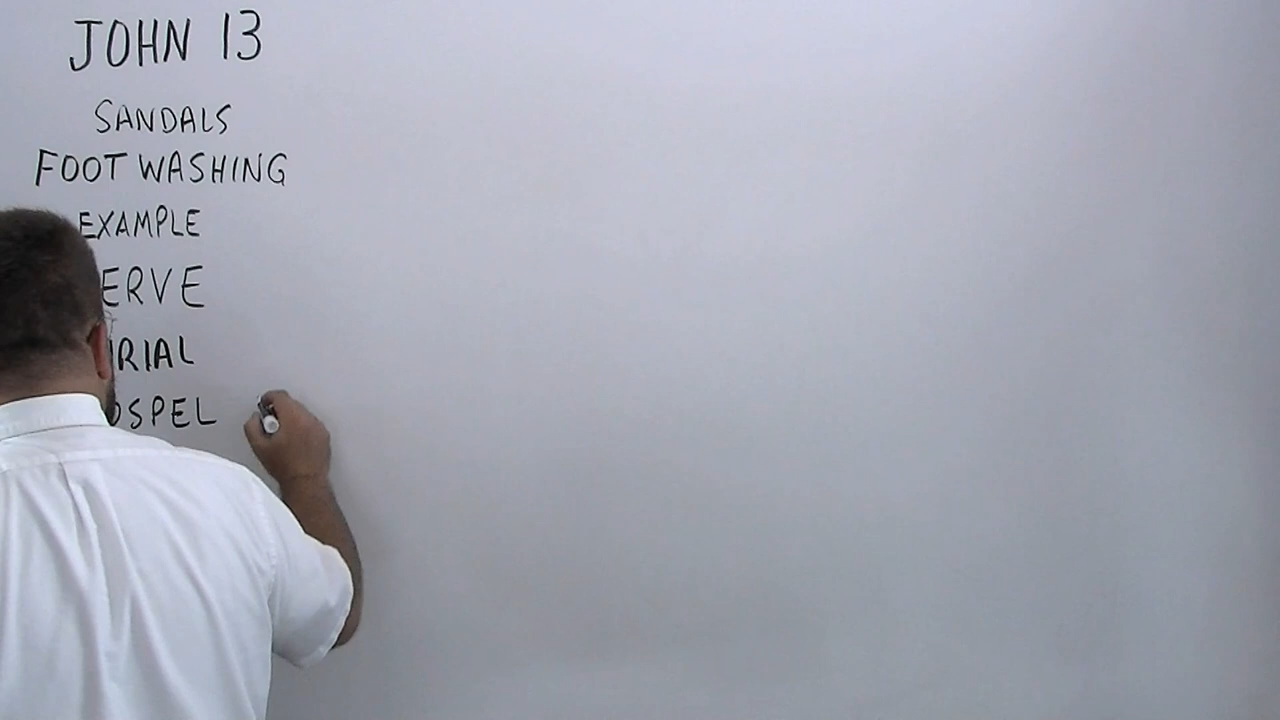 JOHN 13
SANDALS
FOOT WASHING
EXAMPLE
ERVE
RIAL
OSPEL